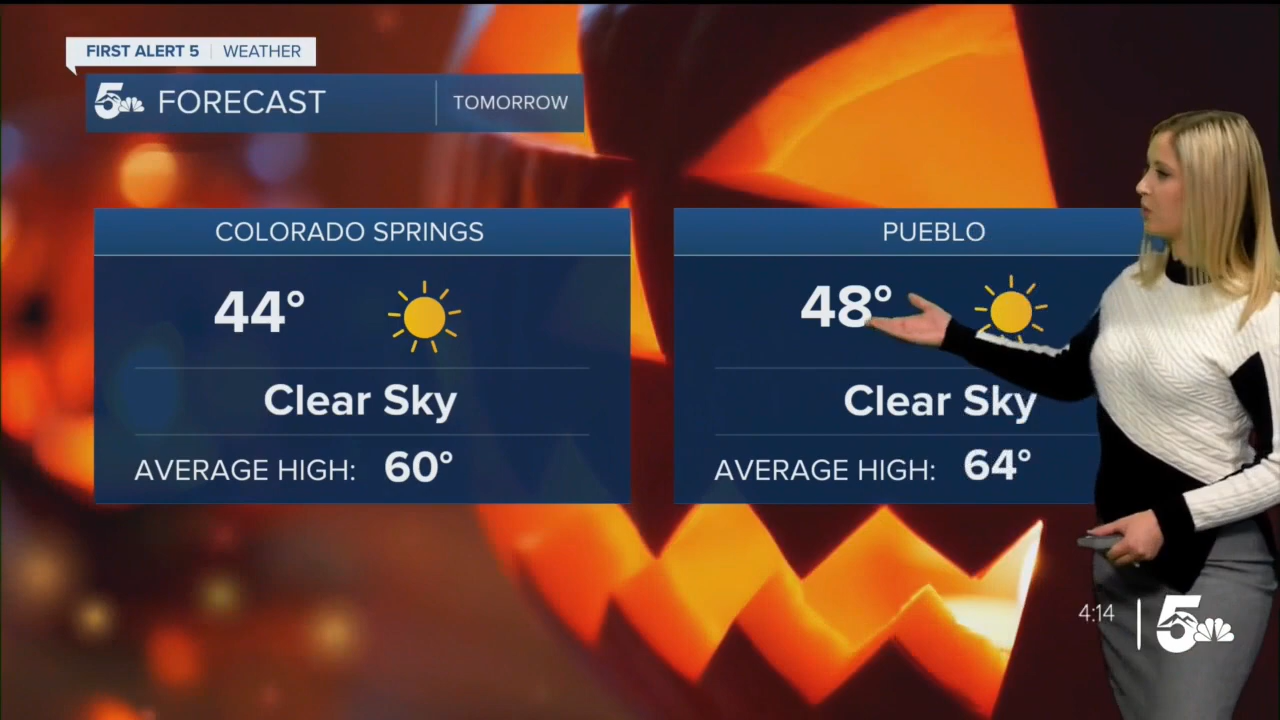 FIRST ALERT 5 | WEATHER
5 FORECAST | TOMORROW
COLORADO SPRINGS
44°
Clear Sky
AVERAGE HIGH: 60°
PUEBLO
48°
Clear Sky
AVERAGE HIGH: 64°
4:14 | 5